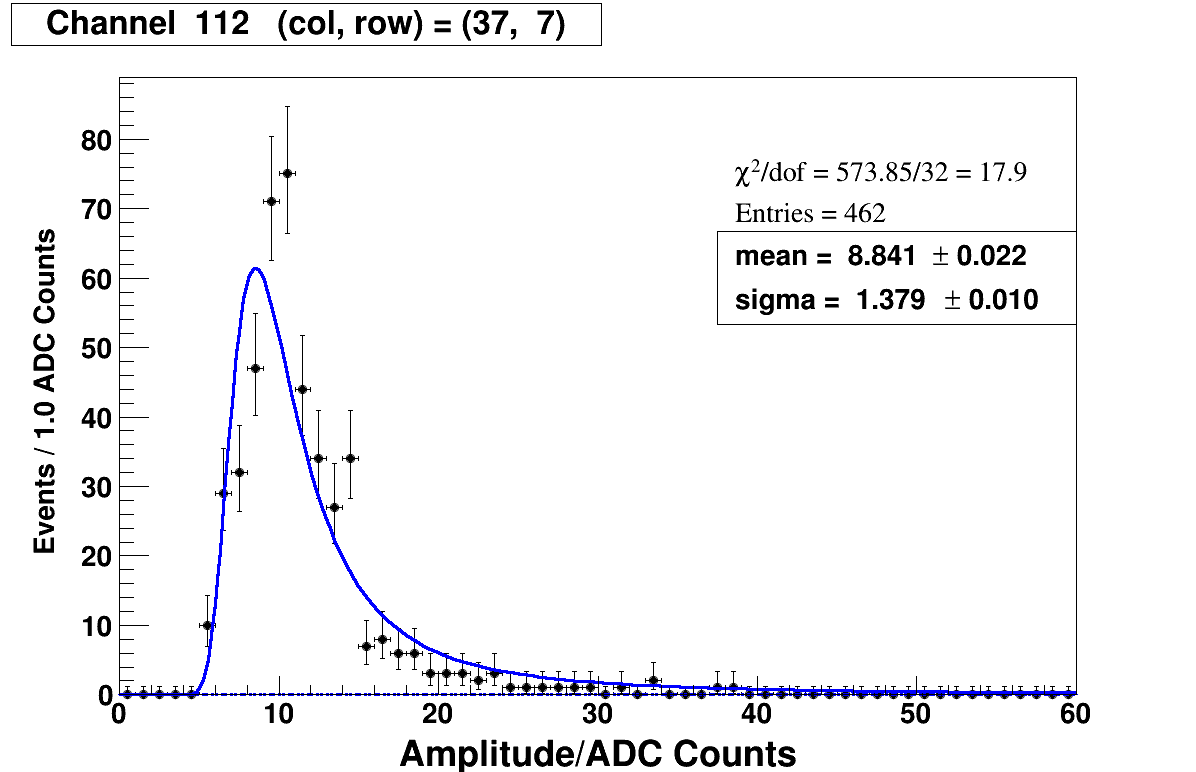 Channel 112 (col, row) = (37, 7)
χ²/dof = 573.85/32 = 17.9
Entries = 462
mean = 8.841 ± 0.022
sigma = 1.379 ± 0.010
Events / 1.0 ADC Counts
80
70
60
50
40
30
20
10
0
0 10 20 30 40 50 60
Amplitude/ADC Counts